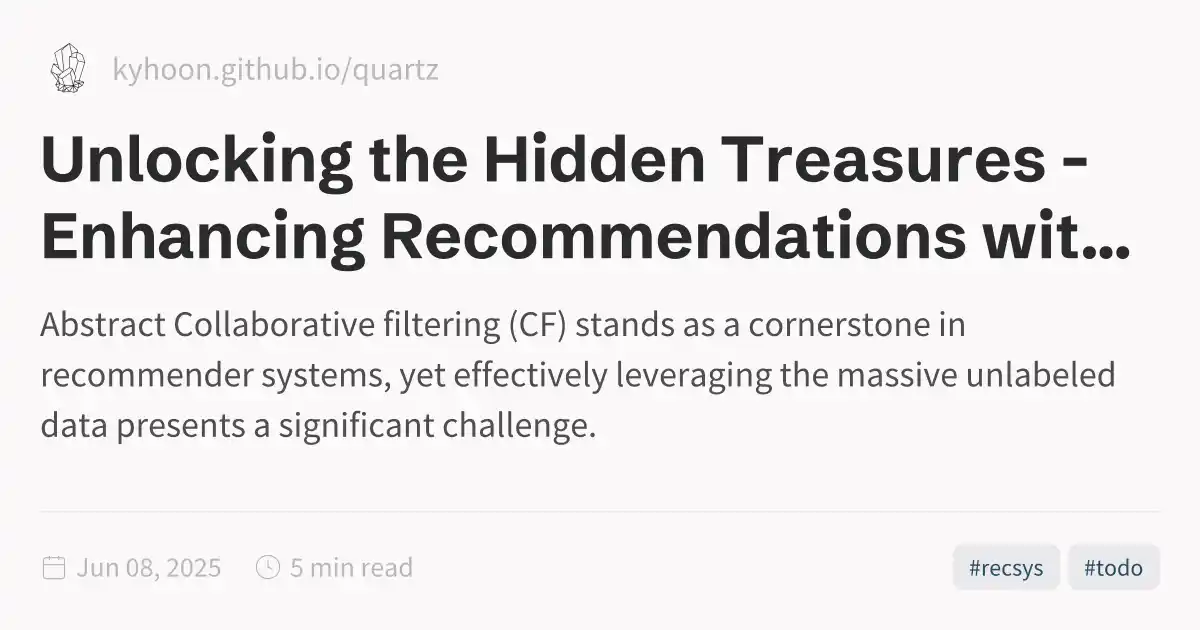 kyhoon.github.io/quartz
Unlocking the Hidden Treasures -
Enhancing Recommendations wit...
Abstract Collaborative filtering (CF) stands as a cornerstone in
recommender systems, yet effectively leveraging the massive unlabeled
data presents a significant challenge.
Jun 08, 2025 5 min read #recsys #todo